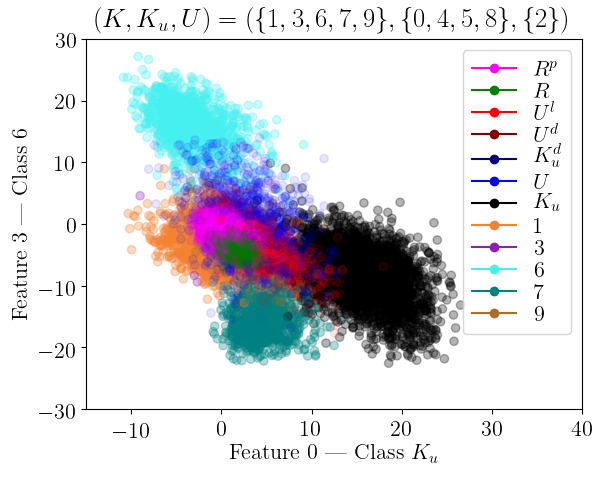 (K, K_u, U) = ({1, 3, 6, 7, 9}, {0, 4, 5, 8}, {2})
30
20
10
0
−10
−20
−30
Feature 3 — Class 6
R^p
R
U^l
U^d
K_u^d
U
K_u
1
3
6
7
9
−10
0
10
20
30
40
Feature 0 — Class K_u